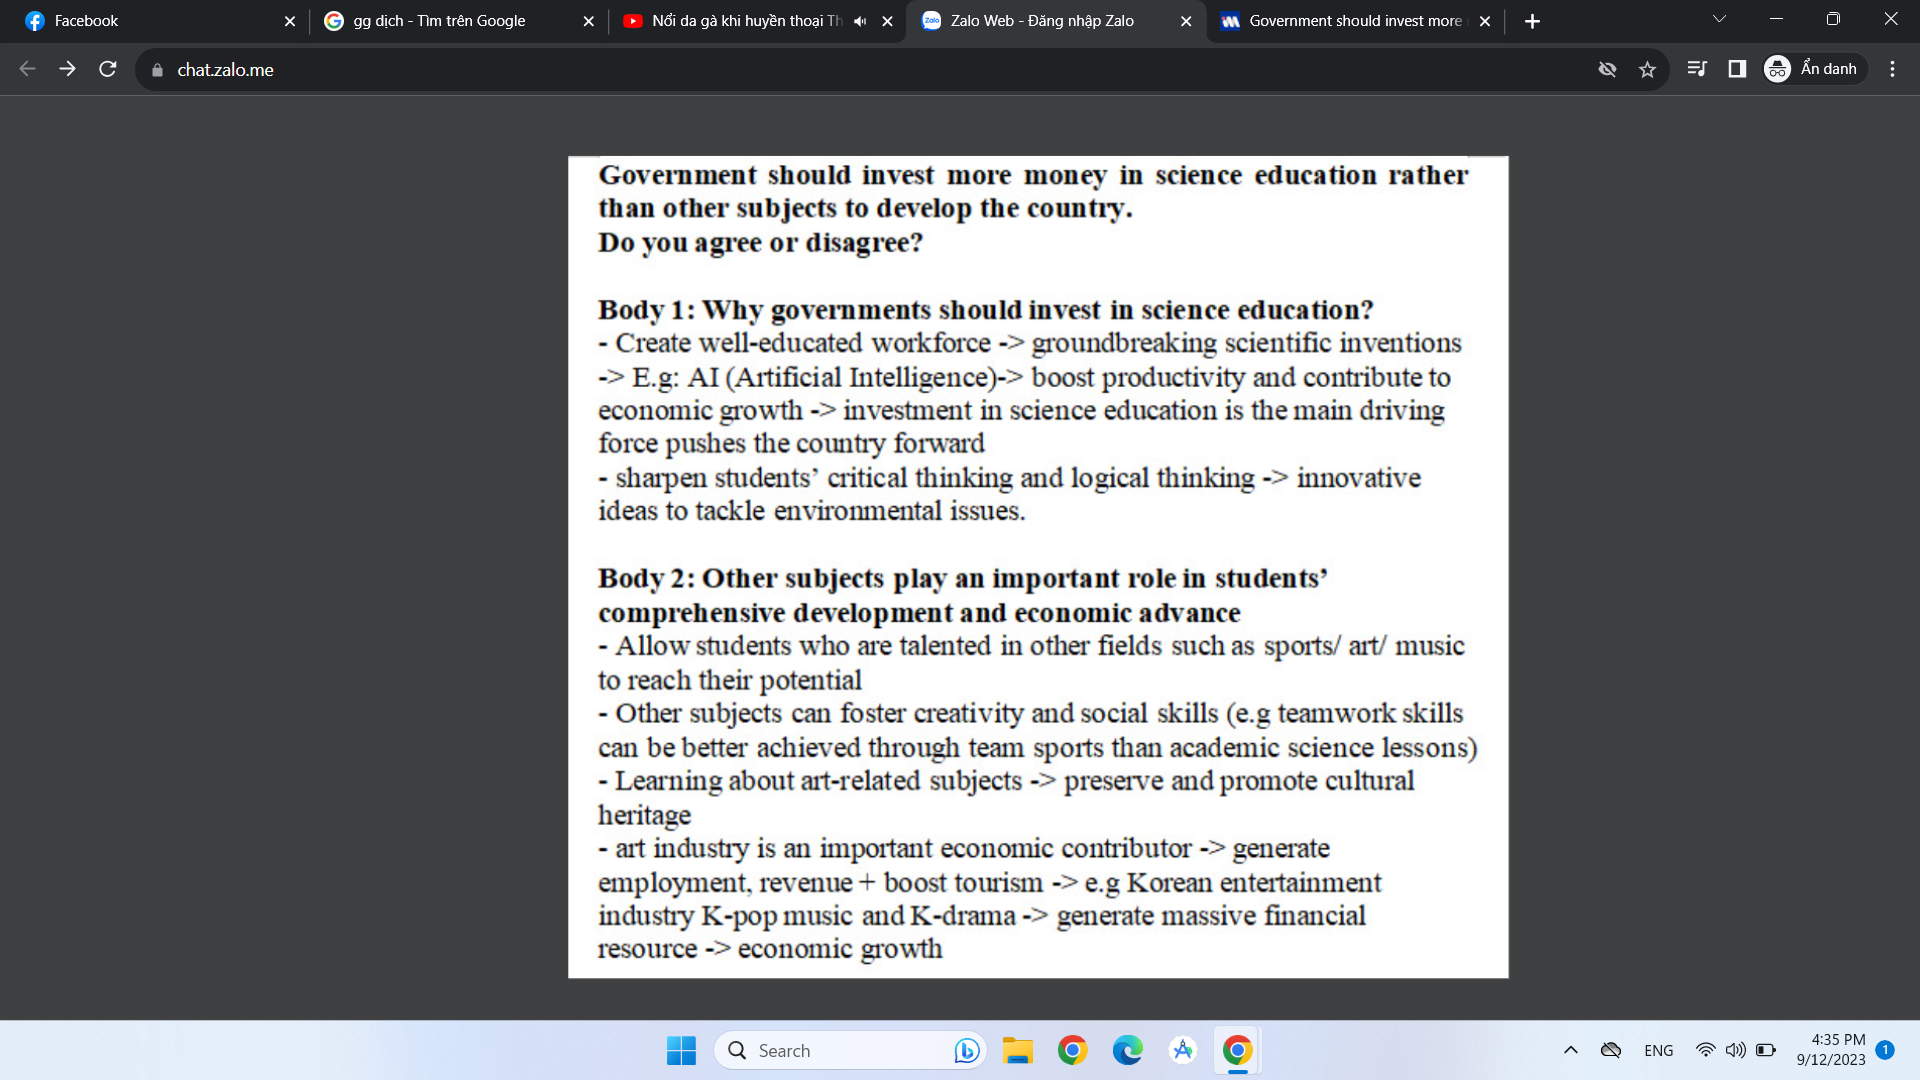 Facebook
gg dịch - Tìm trên Google
Nổi da gà khi huyền thoại Th
Zalo Web - Đăng nhập Zalo
Government should invest more
chat.zalo.me
Ẩn danh
Government should invest more money in science education rather
than other subjects to develop the country.
Do you agree or disagree?
Body 1: Why governments should invest in science education?
- Create well-educated workforce -> groundbreaking scientific inventions
-> E.g: AI (Artificial Intelligence)-> boost productivity and contribute to
economic growth -> investment in science education is the main driving
force pushes the country forward
- sharpen students’ critical thinking and logical thinking -> innovative
ideas to tackle environmental issues.
Body 2: Other subjects play an important role in students’
comprehensive development and economic advance
- Allow students who are talented in other fields such as sports/ art/ music
to reach their potential
- Other subjects can foster creativity and social skills (e.g teamwork skills
can be better achieved through team sports than academic science lessons)
- Learning about art-related subjects -> preserve and promote cultural
heritage
- art industry is an important economic contributor -> generate
employment, revenue + boost tourism -> e.g Korean entertainment
industry K-pop music and K-drama -> generate massive financial
resource -> economic growth
Search
ENG
4:35 PM
9/12/2023
1